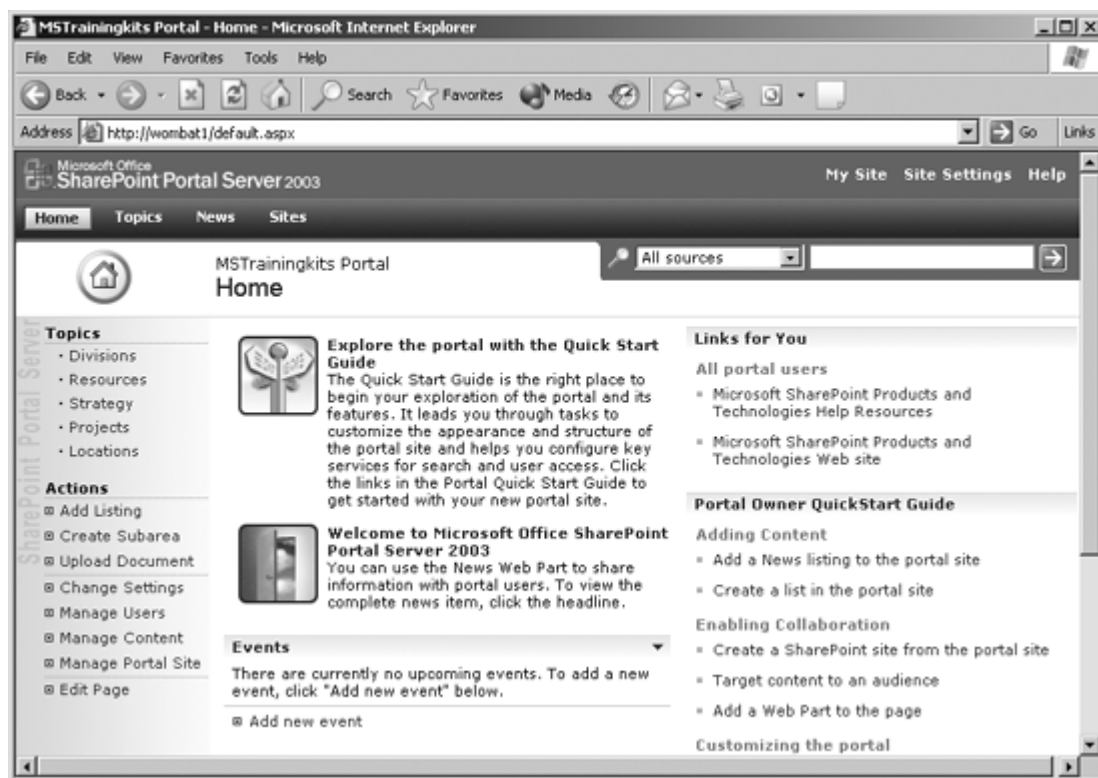 MSTrainingkits Portal - Home - Microsoft Internet Explorer
File Edit View Favorites Tools Help
Back Search Favorites Media
Address http://wombat1/default.aspx Go Links
Microsoft Office
SharePoint Portal Server 2003
My Site Site Settings Help
Home Topics News Sites
All sources
MSTrainingkits Portal
Home
SharePoint Portal Server
Topics
Divisions
Resources
Strategy
Projects
Locations
Actions
Add Listing
Create Subarea
Upload Document
Change Settings
Manage Users
Manage Content
Manage Portal Site
Edit Page
Explore the portal with the Quick Start
Guide
The Quick Start Guide is the right place to
begin your exploration of the portal and its
features. It leads you through tasks to
customize the appearance and structure of
the portal site and helps you configure key
services for search and user access. Click
the links in the Portal Quick Start Guide to
get started with your new portal site.
Welcome to Microsoft Office SharePoint
Portal Server 2003
You can use the News Web Part to share
information with portal users. To view the
complete news item, click the headline.
Events
There are currently no upcoming events. To add a new
event, click "Add new event" below.
Add new event
Links for You
All portal users
Microsoft SharePoint Products and
Technologies Help Resources
Microsoft SharePoint Products and
Technologies Web site
Portal Owner QuickStart Guide
Adding Content
Add a News listing to the portal site
Create a list in the portal site
Enabling Collaboration
Create a SharePoint site from the portal site
Target content to an audience
Add a Web Part to the page
Customizing the portal